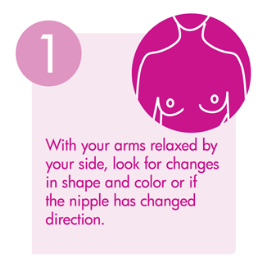 1
With your arms relaxed by
your side, look for changes
in shape and color or if
the nipple has changed
direction.